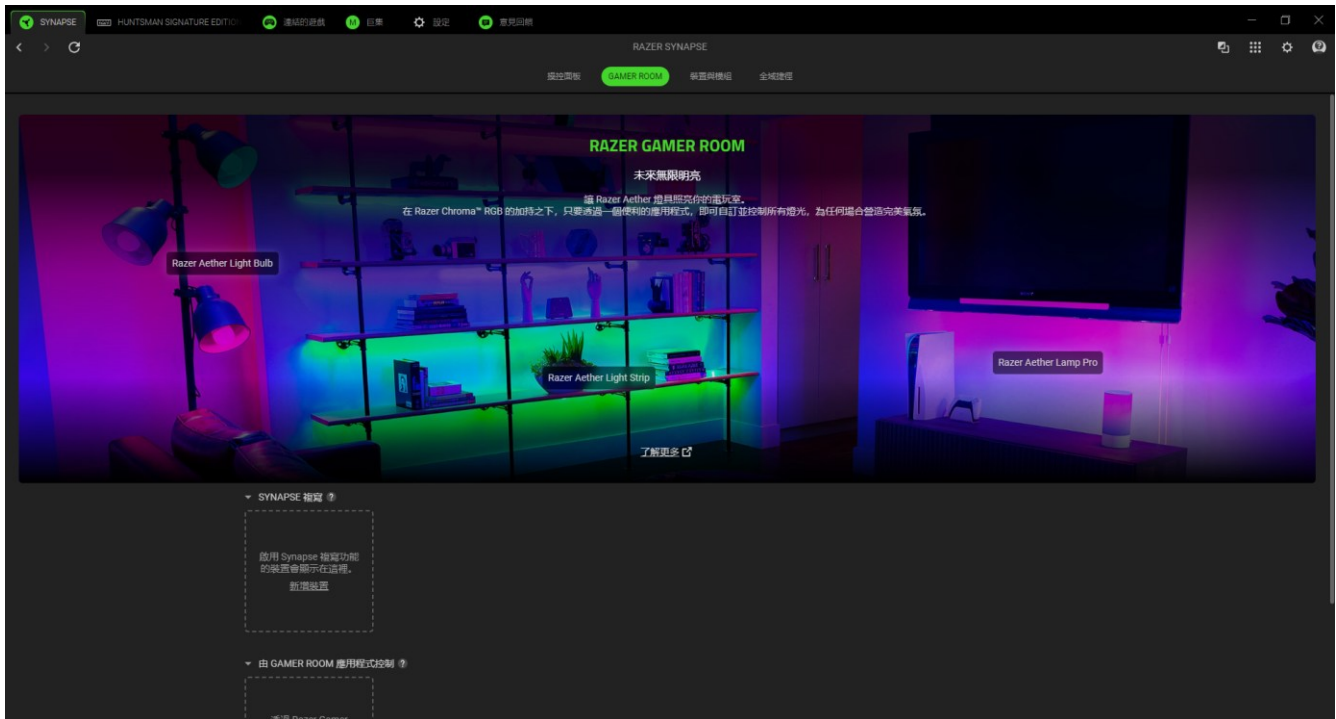 SYNAPSE
HUNTSMAN SIGNATURE EDITION
連結的遊戲
巨集
設定
意見回饋
RAZER SYNAPSE
操控面板
GAMER ROOM
裝置與模組
全域捷徑
RAZER GAMER ROOM
未來無限明亮
讓 Razer Aether 燈具照亮你的電玩室。
在 Razer Chroma™ RGB 的加持之下，只要透過一個便利的應用程式，即可自訂並控制所有燈光，為任何場合營造完美氣氛。
Razer Aether Light Bulb
Razer Aether Lamp Pro
Razer Aether Light Strip
了解更多
SYNAPSE 複寫
啟用 Synapse 複寫功能
的裝置會顯示在這裡。
新增裝置
由 GAMER ROOM 應用程式控制
透過 Razer Gamer